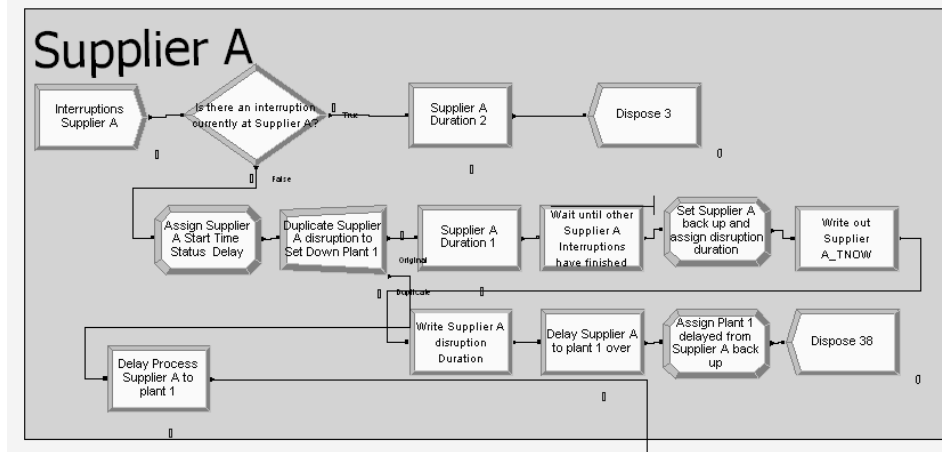 Supplier A
Interruptions
Supplier A
Is there an interruption
currently at Supplier A?
True
False
Supplier A
Duration 2
Dispose 3
0
0
0
0
0
Assign Supplier
A Start Time
Status Delay
Duplicate Supplier
A disruption to
Set Down Plant 1
Original
Duplicate
0
0
0
Supplier A
Duration 1
Wait until other
Supplier A
Interruptions
have finished
Set Supplier A
back up and
assign disruption
duration
Write out
Supplier
A_TNOW
Write Supplier A
disruption
Duration
Delay Supplier A
to plant 1 over
0
Assign Plant 1
delayed from
Supplier A back
up
Dispose 38
0
Delay Process
Supplier A to
plant 1
0